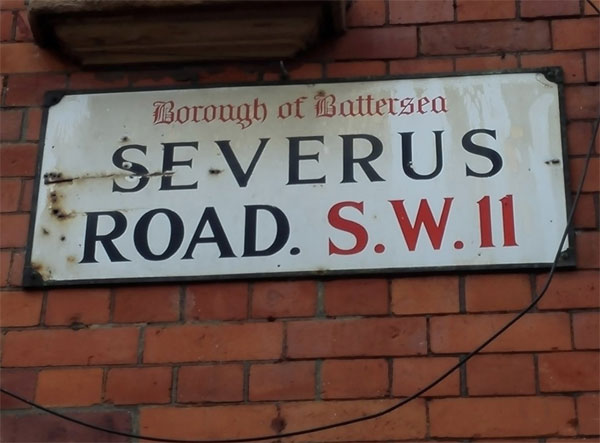 Borough of Battersea
SEVERUS
ROAD. S.W.11